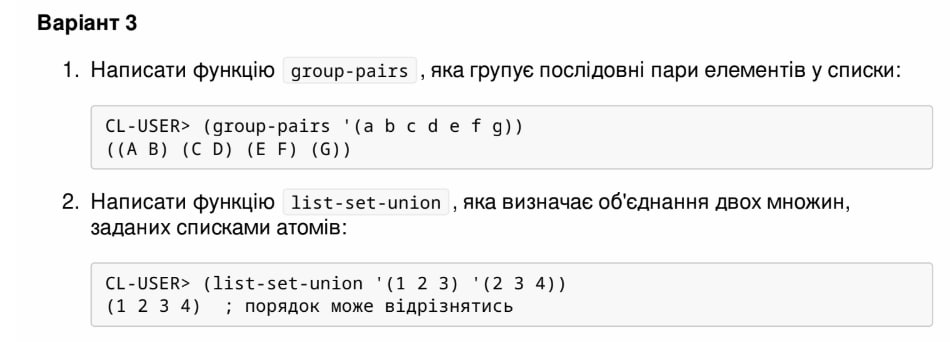 Варіант 3
1. Написати функцію group-pairs , яка групує послідовні пари елементів у списки:
CL-USER> (group-pairs '(a b c d e f g))
((A B) (C D) (E F) (G))
2. Написати функцію list-set-union , яка визначає об'єднання двох множин,
заданих списками атомів:
CL-USER> (list-set-union '(1 2 3) '(2 3 4))
(1 2 3 4)  ; порядок може відрізнятись